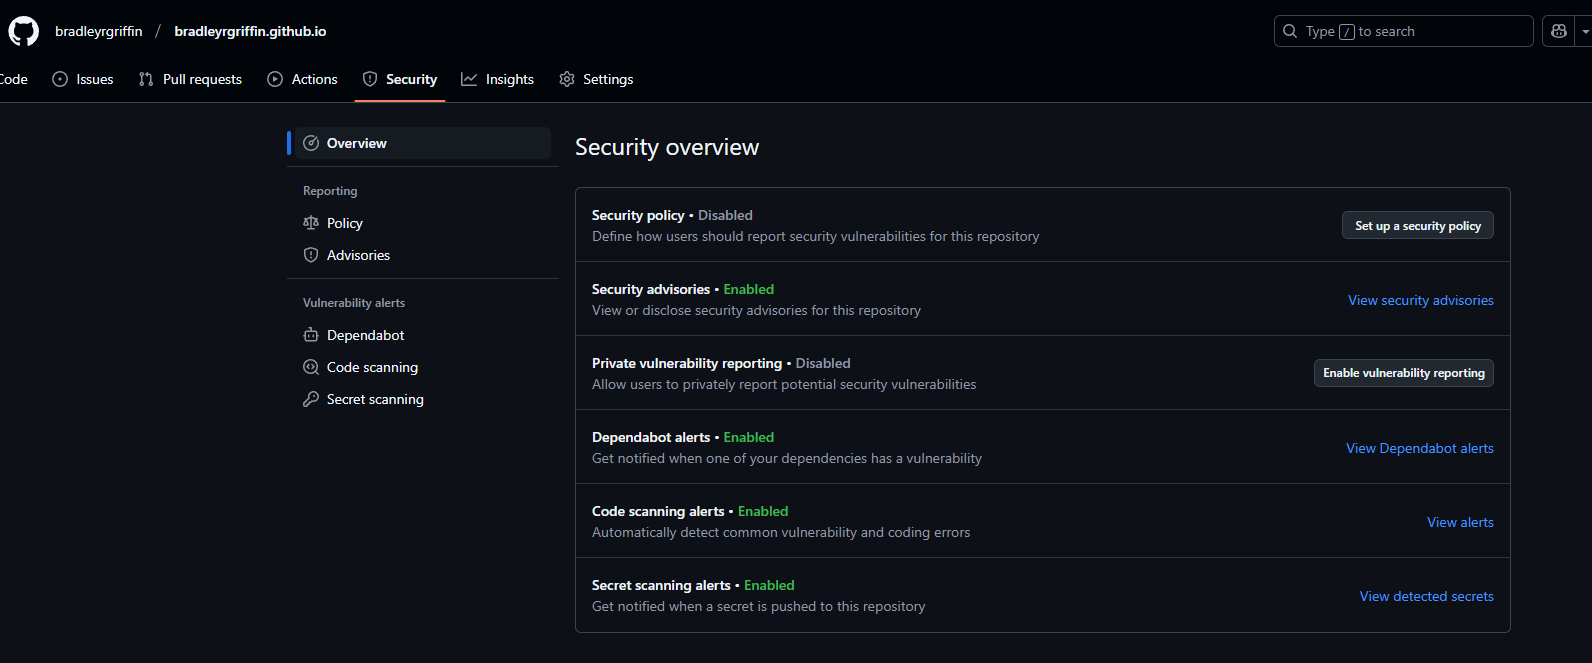 bradleyrgriffin / bradleyrgriffin.github.io
Type / to search
Code Issues Pull requests Actions Security Insights Settings
Overview
Reporting
Policy
Advisories
Vulnerability alerts
Dependabot
Code scanning
Secret scanning
Security overview
Security policy • Disabled
Define how users should report security vulnerabilities for this repository
Set up a security policy
Security advisories • Enabled
View or disclose security advisories for this repository
View security advisories
Private vulnerability reporting • Disabled
Allow users to privately report potential security vulnerabilities
Enable vulnerability reporting
Dependabot alerts • Enabled
Get notified when one of your dependencies has a vulnerability
View Dependabot alerts
Code scanning alerts • Enabled
Automatically detect common vulnerability and coding errors
View alerts
Secret scanning alerts • Enabled
Get notified when a secret is pushed to this repository
View detected secrets